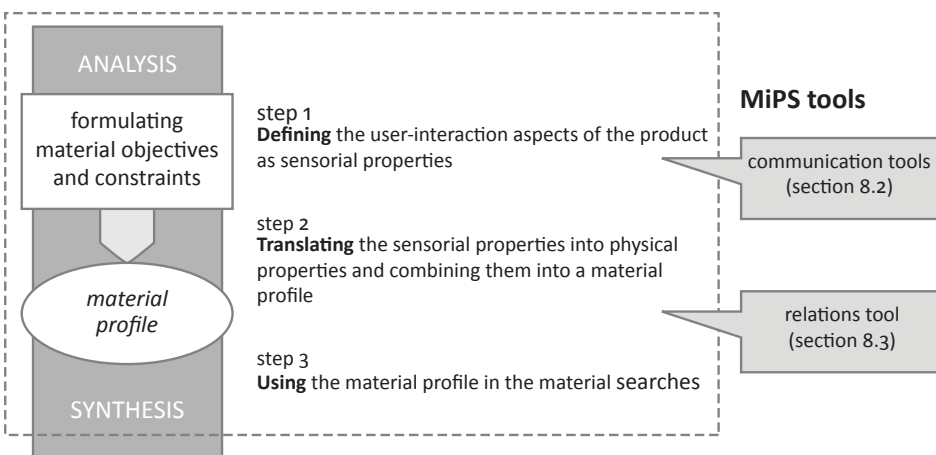 ANALYSIS
formulating
material objectives
and constraints
material
profile
SYNTHESIS
step 1
Defining the user-interaction aspects of the product
as sensorial properties
step 2
Translating the sensorial properties into physical
properties and combining them into a material
profile
step 3
Using the material profile in the material searches
MiPS tools
communication tools
(section 8.2)
relations tool
(section 8.3)